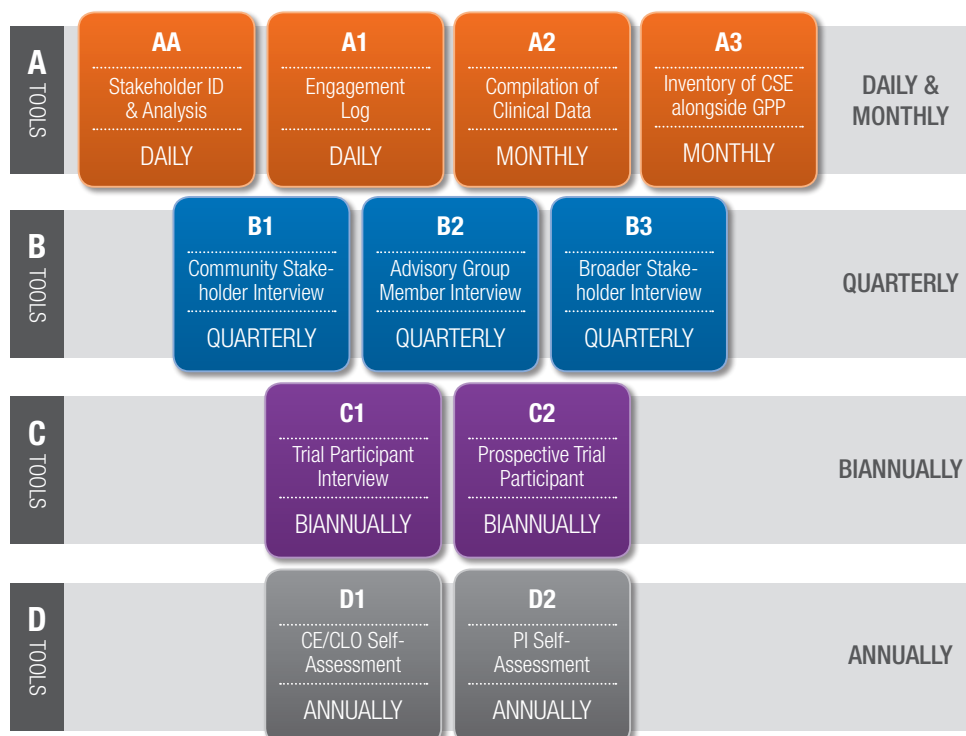 A
TOOLS
AA
Stakeholder ID
& Analysis
DAILY
A1
Engagement
Log
DAILY
A2
Compilation of
Clinical Data
MONTHLY
A3
Inventory of CSE
alongside GPP
MONTHLY
DAILY &
MONTHLY
B
TOOLS
B1
Community Stake-
holder Interview
QUARTERLY
B2
Advisory Group
Member Interview
QUARTERLY
B3
Broader Stake-
holder Interview
QUARTERLY
QUARTERLY
C
TOOLS
C1
Trial Participant
Interview
BIANNUALLY
C2
Prospective Trial
Participant
BIANNUALLY
BIANNUALLY
D
TOOLS
D1
CE/CLO Self-
Assessment
ANNUALLY
D2
PI Self-
Assessment
ANNUALLY
ANNUALLY